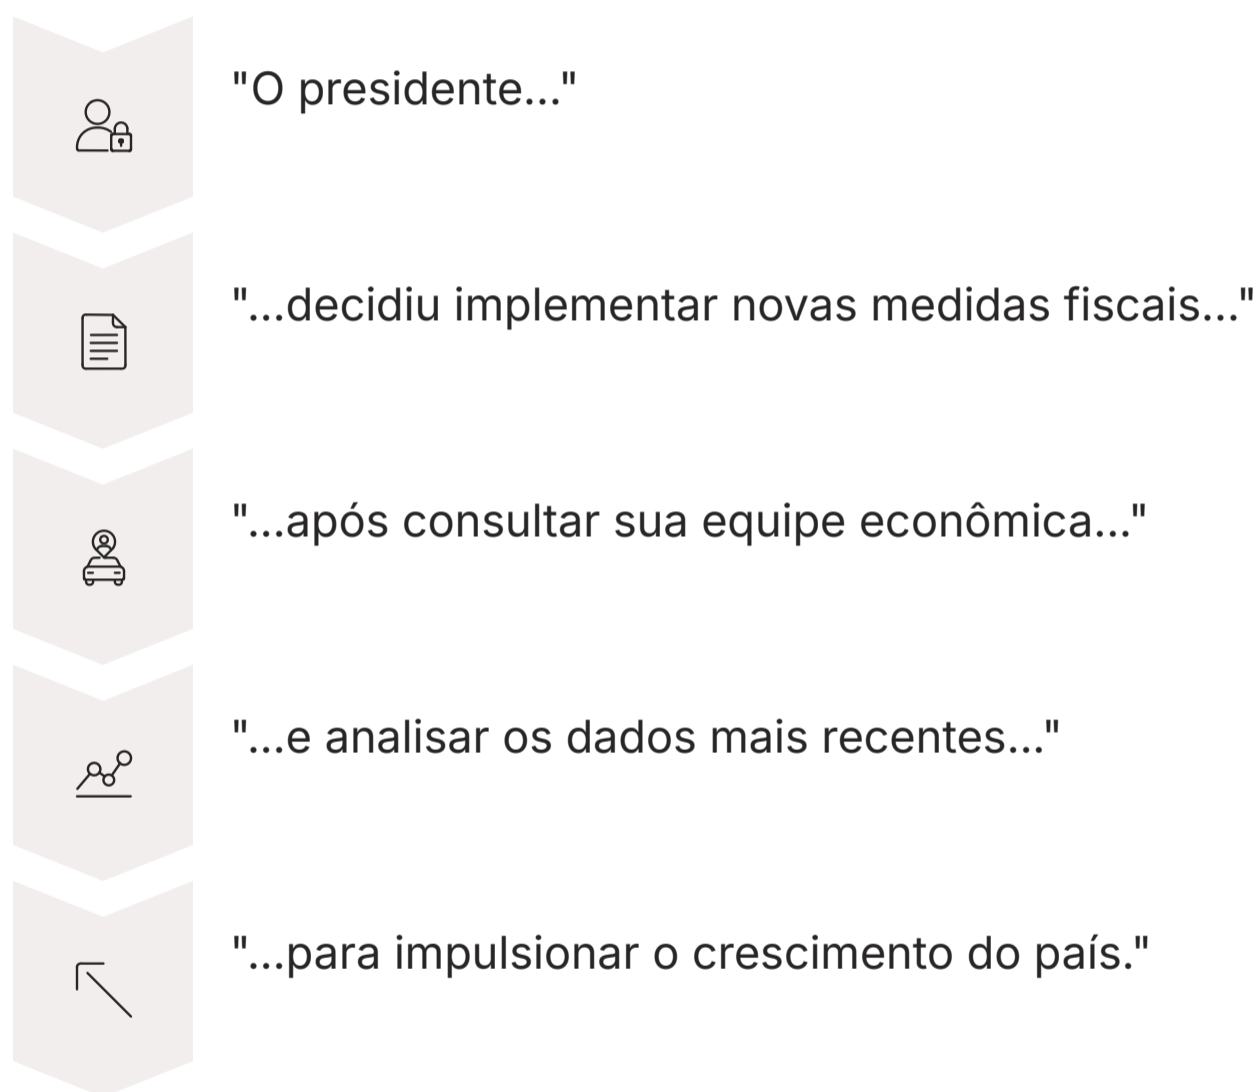 "O presidente..."
"...decidiu implementar novas medidas fiscais..."
"...após consultar sua equipe econômica..."
"...e analisar os dados mais recentes..."
"...para impulsionar o crescimento do país."